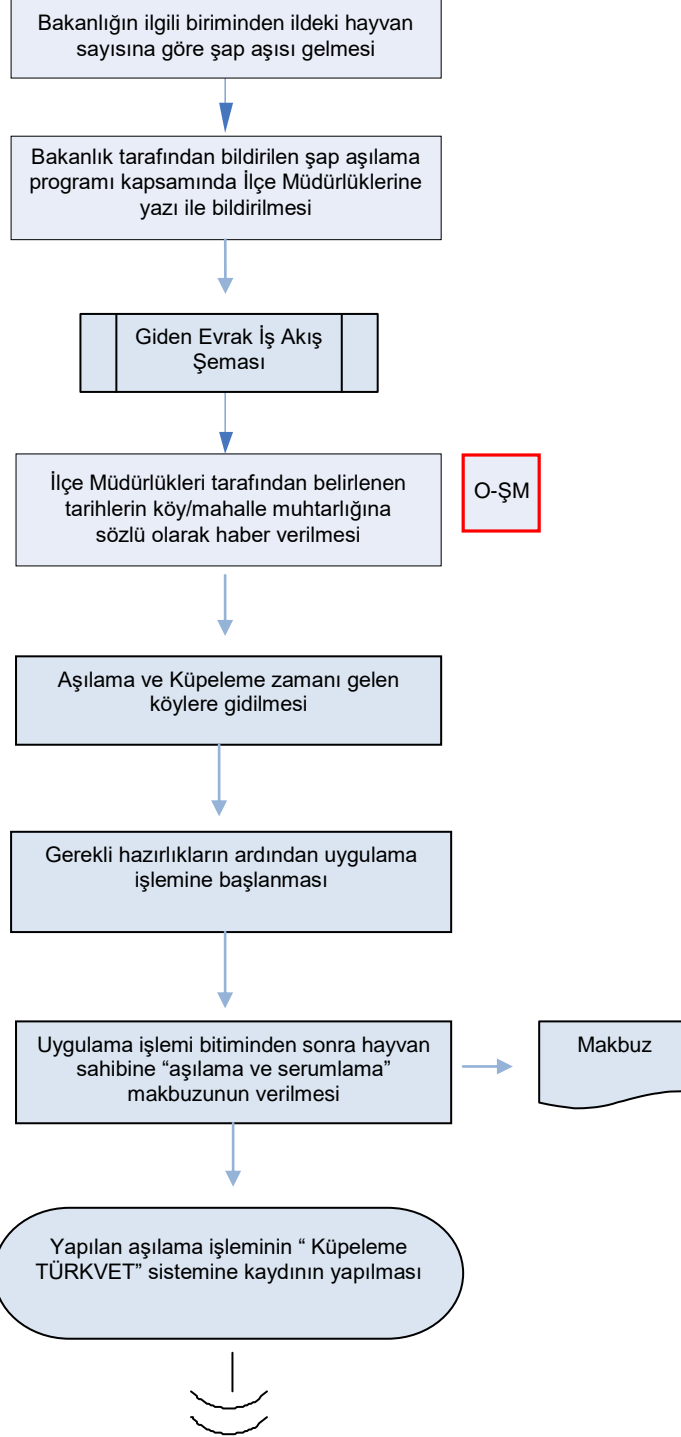 Bakanlığın ilgili biriminden ildeki hayvan
sayısına göre şap aşısı gelmesi
Bakanlık tarafından bildirilen şap aşılama
programı kapsamında İlçe Müdürlüklerine
yazı ile bildirilmesi
Giden Evrak İş Akış
Şeması
İlçe Müdürlükleri tarafından belirlenen
tarihlerin köy/mahalle muhtarlığına
sözlü olarak haber verilmesi
O-ŞM
Aşılama ve Küpeleme zamanı gelen
köylere gidilmesi
Gerekli hazırlıkların ardından uygulama
işlemine başlanması
Uygulama işlemi bitiminden sonra hayvan
sahibine “aşılama ve serumlama”
makbuzunun verilmesi
Makbuz
Yapılan aşılama işleminin “ Küpeleme
TÜRKVET” sistemine kaydının yapılması